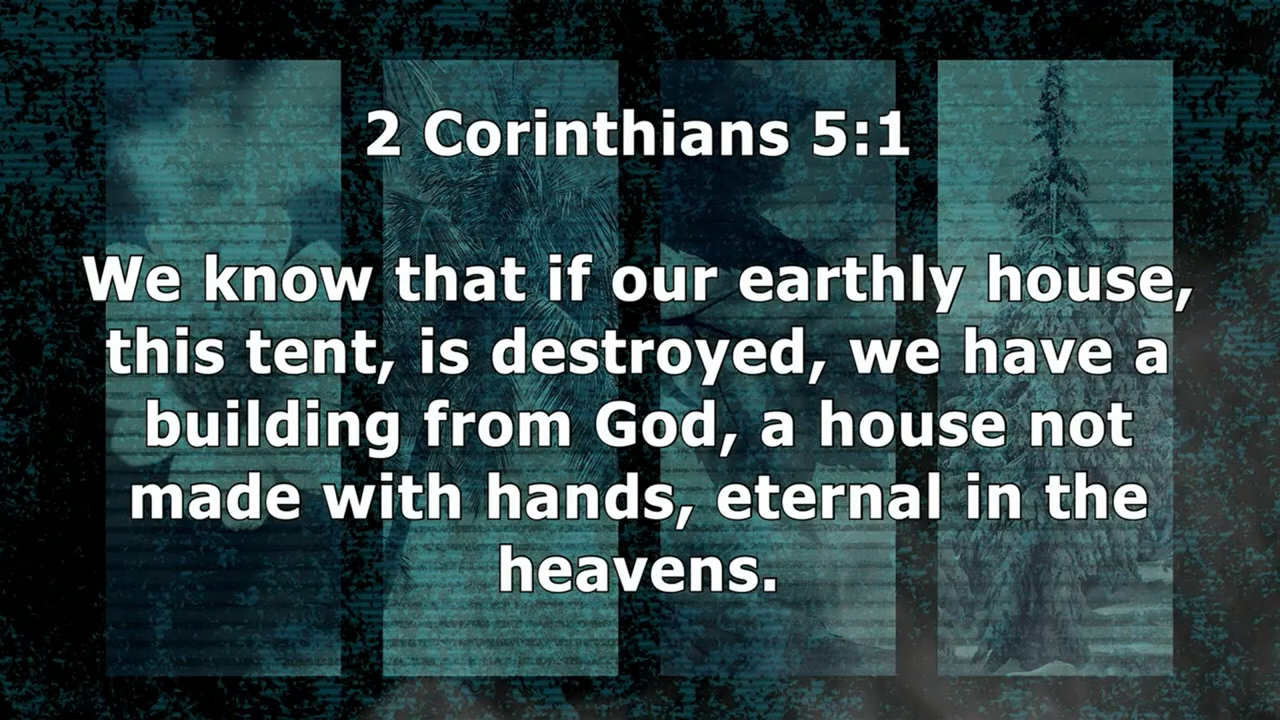 2 Corinthians 5:1
We know that if our earthly house,
this tent, is destroyed, we have a
building from God, a house not
made with hands, eternal in the
heavens.